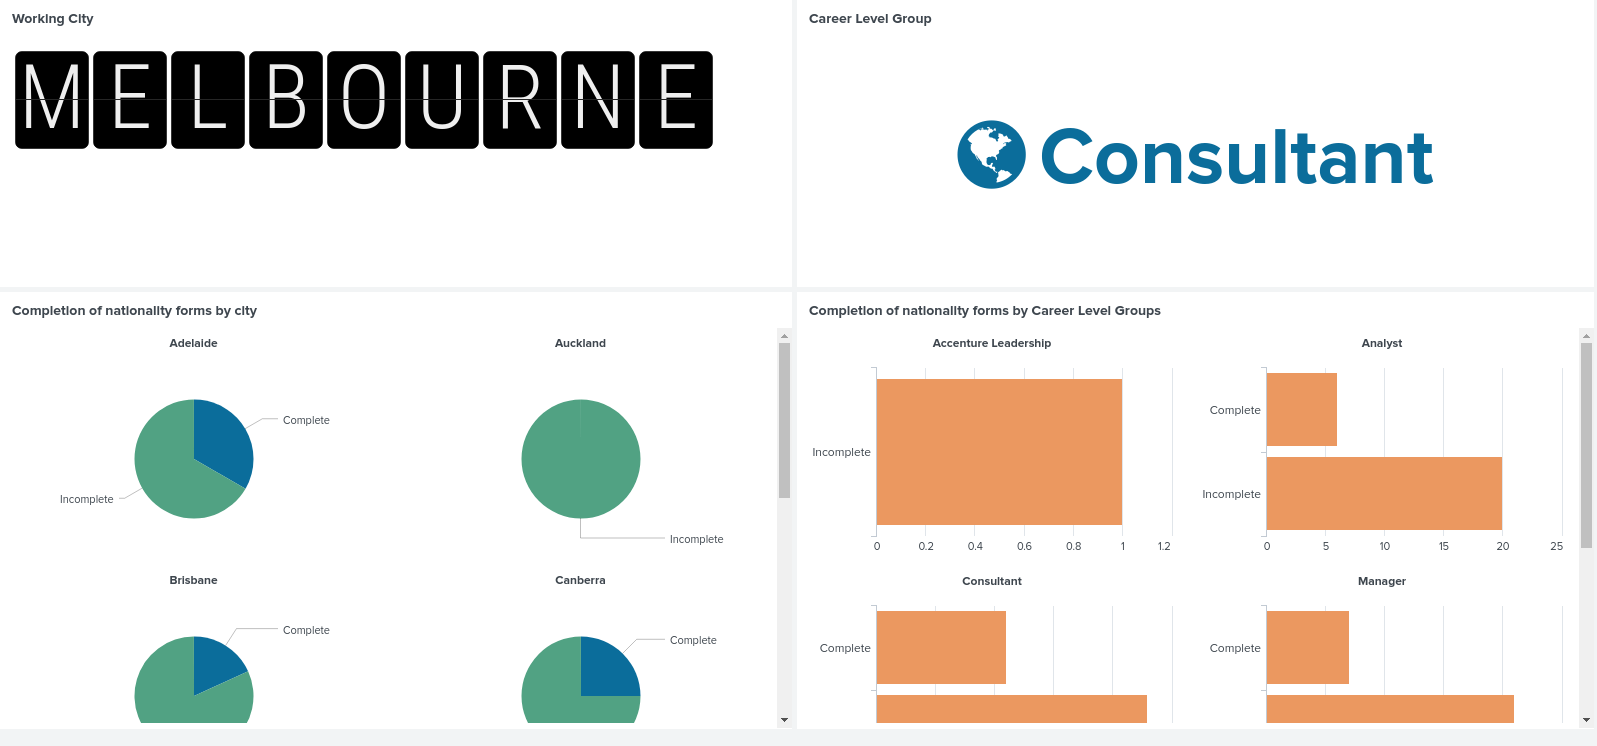 Working City
MELBOURNE
Career Level Group
Consultant
Completion of nationality forms by city
Adelaide
Complete
Incomplete
Auckland
Incomplete
Brisbane
Complete
Canberra
Complete
Completion of nationality forms by Career Level Groups
Accenture Leadership
Incomplete
0 0.2 0.4 0.6 0.8 1 1.2
Analyst
Complete
Incomplete
0 5 10 15 20 25
Consultant
Complete
Manager
Complete